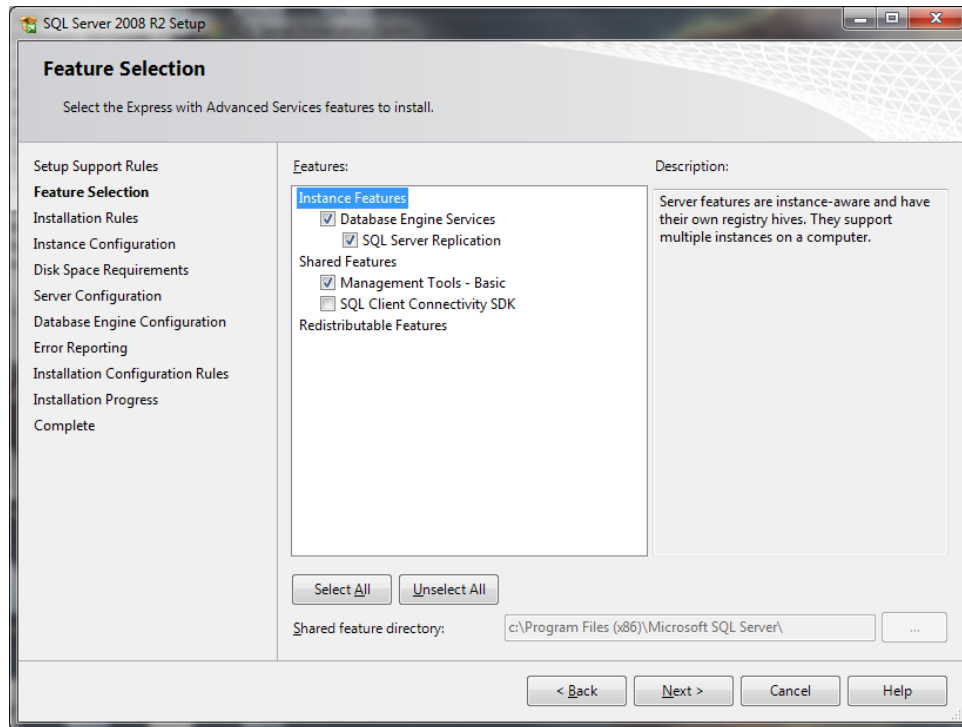 SQL Server 2008 R2 Setup
Feature Selection
Select the Express with Advanced Services features to install.
Setup Support Rules
Feature Selection
Installation Rules
Instance Configuration
Disk Space Requirements
Server Configuration
Database Engine Configuration
Error Reporting
Installation Configuration Rules
Installation Progress
Complete
Features:
Instance Features
Database Engine Services
SQL Server Replication
Shared Features
Management Tools - Basic
SQL Client Connectivity SDK
Redistributable Features
Description:
Server features are instance-aware and have
their own registry hives. They support
multiple instances on a computer.
Select All
Unselect All
Shared feature directory:
c:\Program Files (x86)\Microsoft SQL Server\
...
< Back
Next >
Cancel
Help